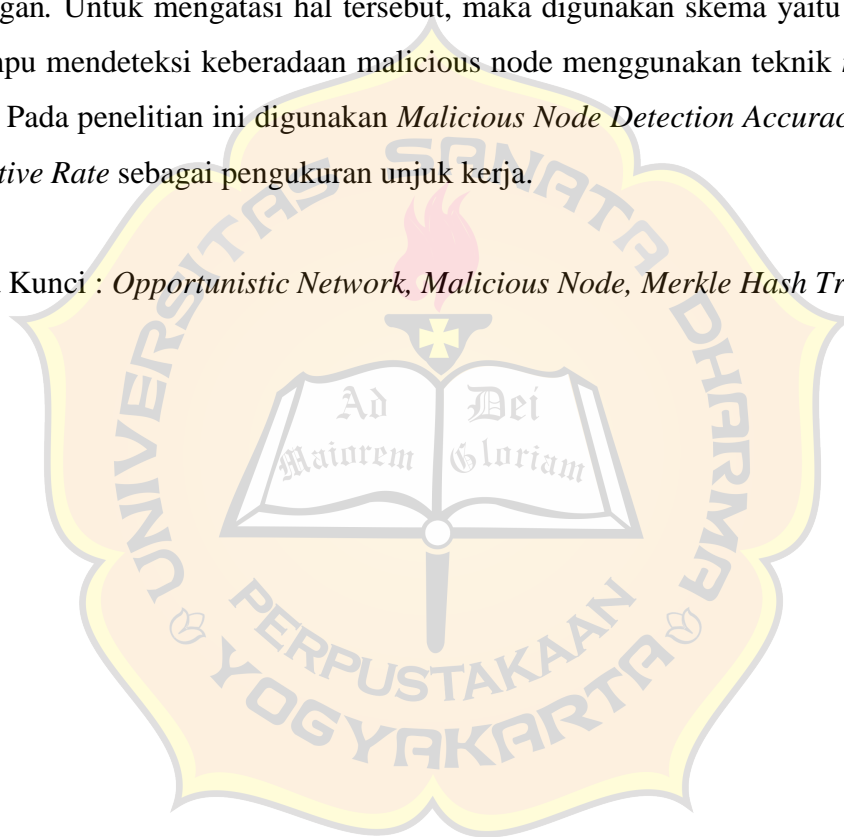 ngan. Untuk mengatasi hal tersebut, maka digunakan skema yaitu
mpu mendeteksi keberadaan malicious node menggunakan teknik
Pada penelitian ini digunakan Malicious Node Detection Accurac
tive Rate sebagai pengukuran unjuk kerja.
Kunci : Opportunistic Network, Malicious Node, Merkle Hash Tr
UNIVERSITAS SANATA DHARMA
Ad Dei
Maiorem Gloriam
PERPUSTAKAAN
YOGYAKARTA